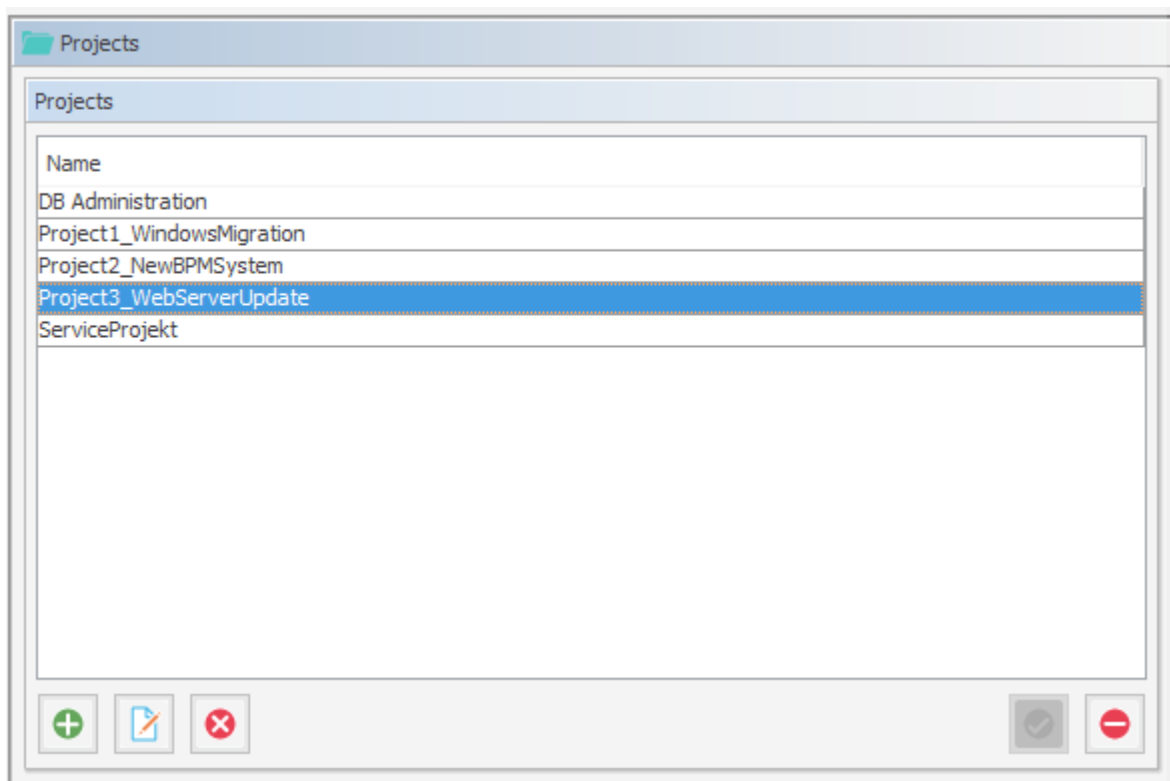 Projects
Projects
Name
DB Administration
Project1_WindowsMigration
Project2_NewBPMSystem
Project3_WebServerUpdate
ServiceProjekt